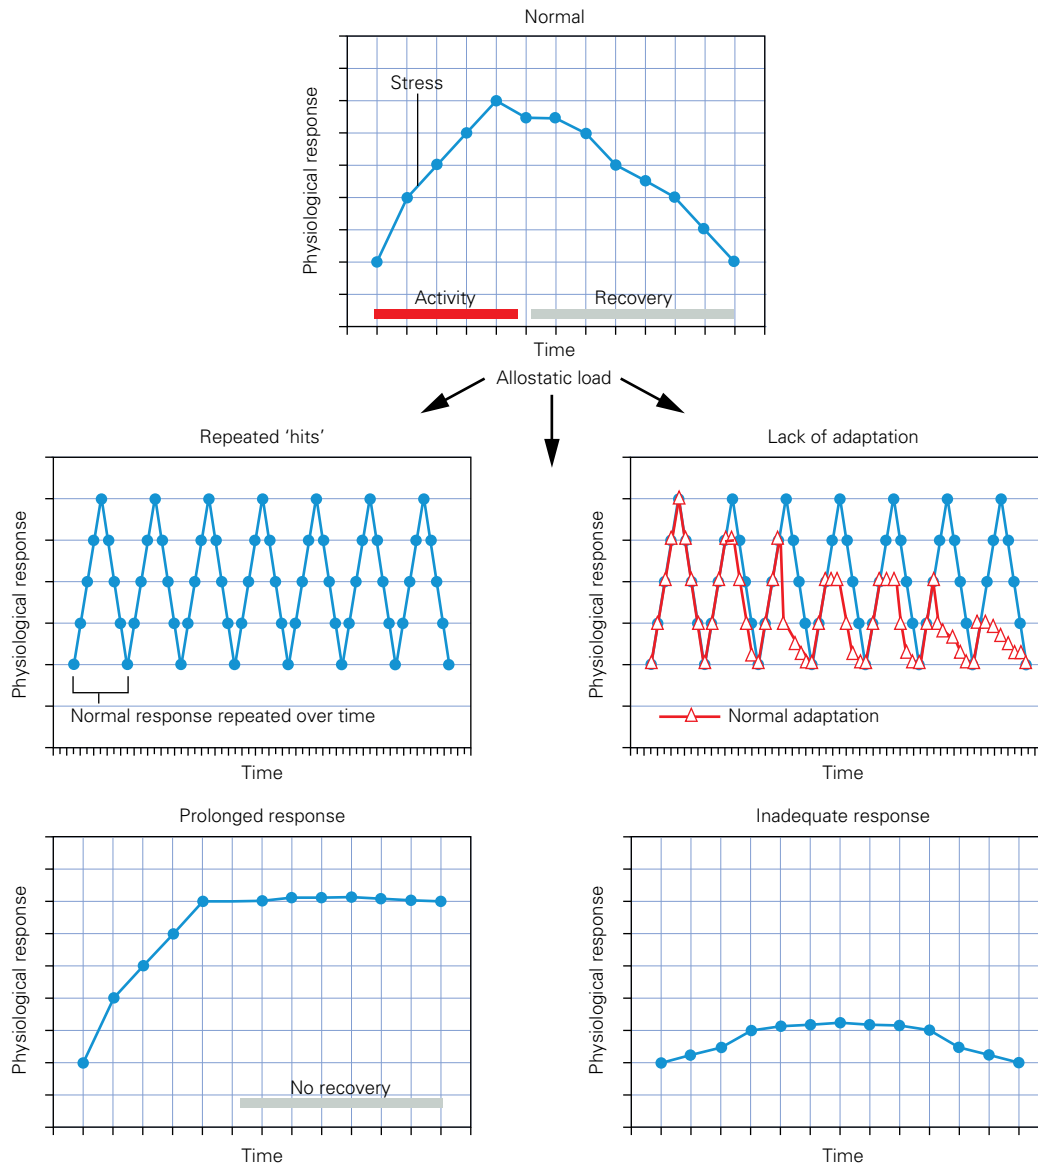 Normal
Stress
Physiological response
Activity
Recovery
Time
Allostatic load
Repeated ‘hits’
Physiological response
Normal response repeated over time
Time
Lack of adaptation
Physiological response
Normal adaptation
Time
Prolonged response
Physiological response
No recovery
Time
Inadequate response
Physiological response
Time